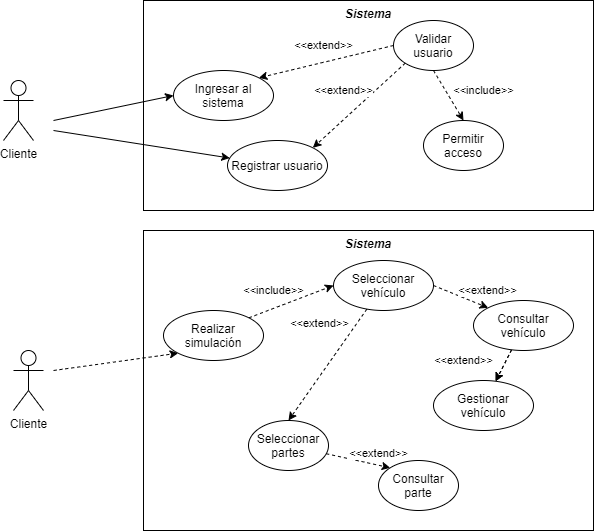 Sistema
Validar
usuario
<<extend>>
Ingresar al
sistema
<<extend>>
<<include>>
Cliente
Permitir
acceso
Registrar usuario
Sistema
Seleccionar
vehículo
<<include>>
<<extend>>
Realizar
simulación
<<extend>>
Consultar
vehículo
<<extend>>
Cliente
Gestionar
vehículo
Seleccionar
partes
<<extend>>
Consultar
parte